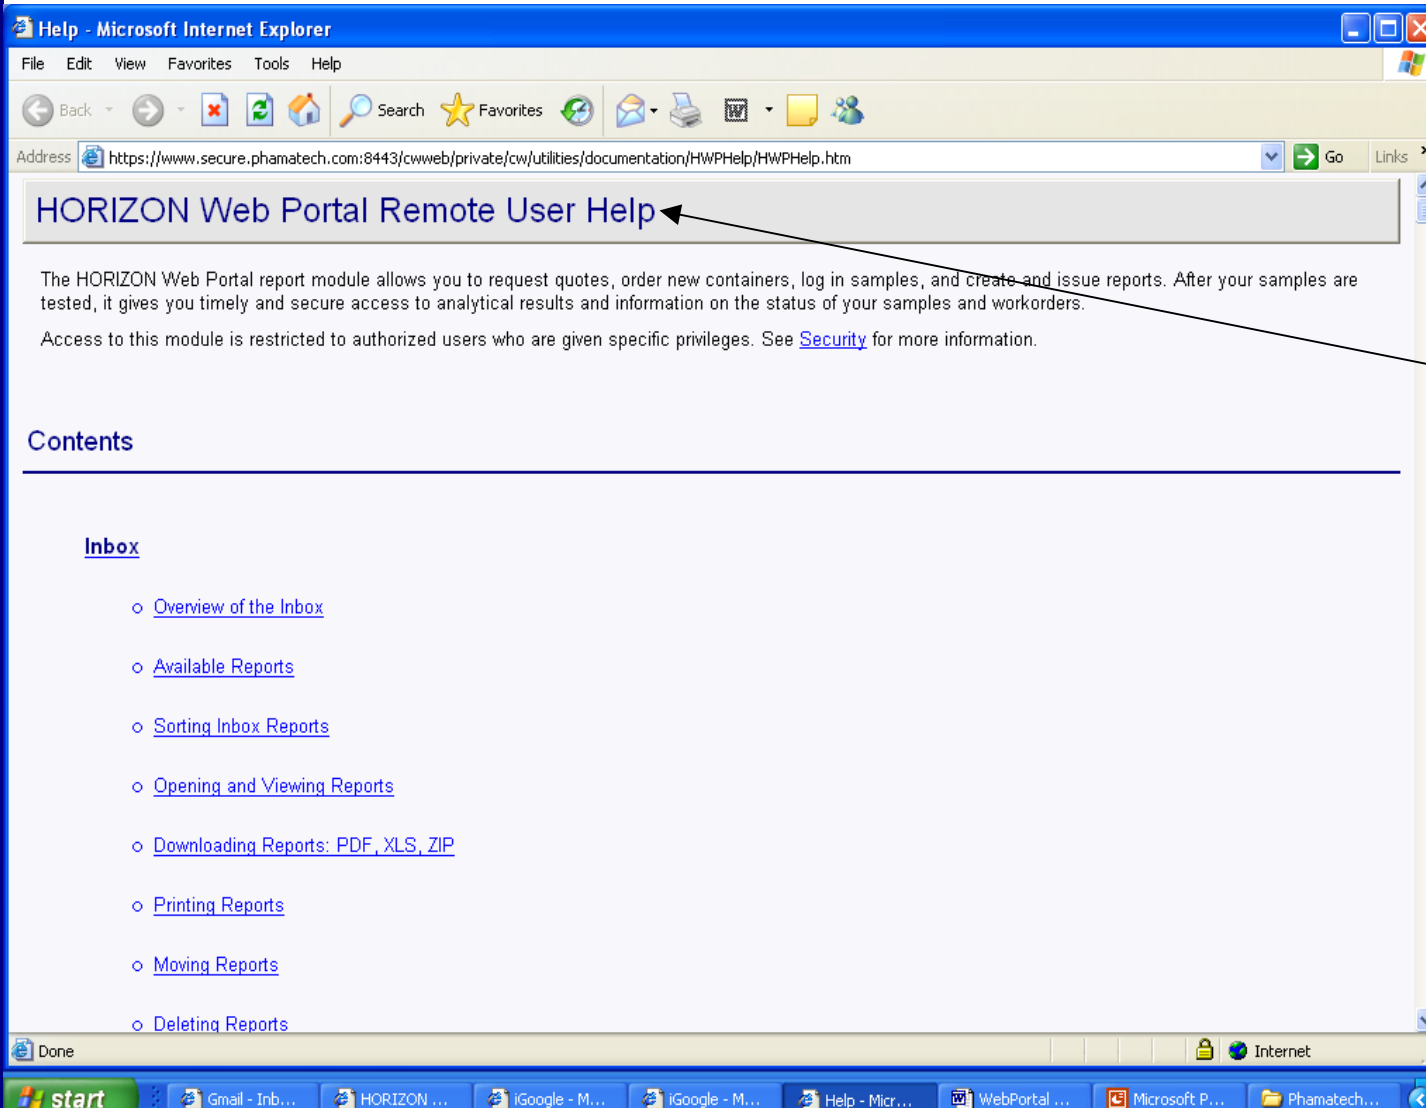 Help - Microsoft Internet Explorer
File Edit View Favorites Tools Help
Back Search Favorites
Address https://www.secure.phamatech.com:8443/cwweb/private/cw/utilities/documentation/HWPHelp/HWPHelp.htm Go Links
HORIZON Web Portal Remote User Help
The HORIZON Web Portal report module allows you to request quotes, order new containers, log in samples, and create and issue reports. After your samples are
tested, it gives you timely and secure access to analytical results and information on the status of your samples and workorders.
Access to this module is restricted to authorized users who are given specific privileges. See Security for more information.
Contents
Inbox
Overview of the Inbox
Available Reports
Sorting Inbox Reports
Opening and Viewing Reports
Downloading Reports: PDF, XLS, ZIP
Printing Reports
Moving Reports
Deleting Reports
Done Internet
start Gmail - Inb... HORIZON ... iGoogle - M... iGoogle - M... Help - Micr... WebPortal ... Microsoft P... Phamatech...